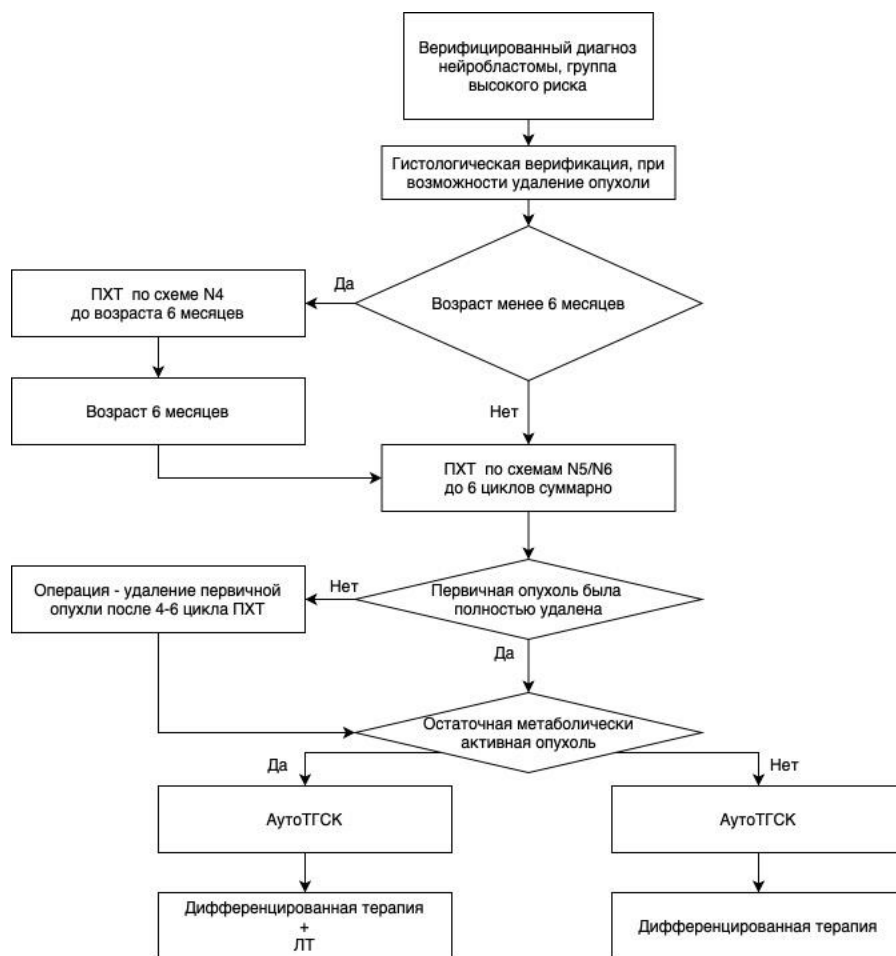 Верифицированный диагноз
нейробластомы, группа
высокого риска
Гистологическая верификация, при
возможности удаление опухоли
Да
ПХТ по схеме N4
до возраста 6 месяцев
Возраст менее 6 месяцев
Возраст 6 месяцев
Нет
ПХТ по схемам N5/N6
до 6 циклов суммарно
Операция - удаление первичной
опухли после 4-6 цикла ПХТ
Нет
Первичная опухоль была
полностью удалена
Да
Остаточная метаболически
активная опухоль
Да
Нет
АутоТГСК
АутоТГСК
Дифференцированная терапия
+
ЛТ
Дифференцированная терапия